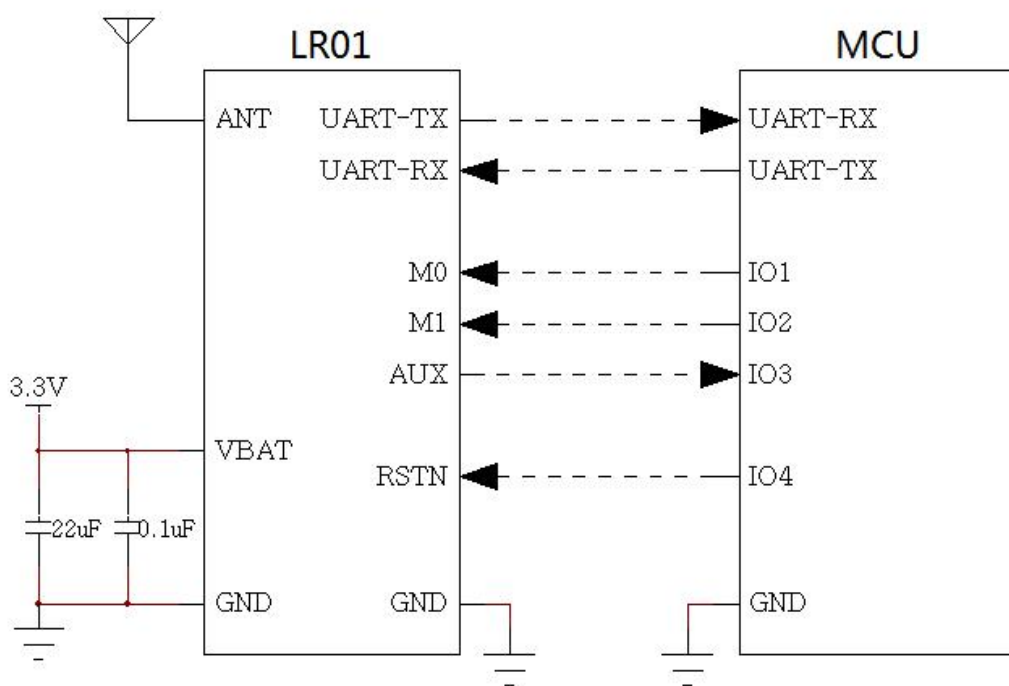 LR01
MCU
ANT
UART-TX
UART-RX
UART-RX
UART-TX
M0
IO1
M1
IO2
AUX
IO3
3.3V
VBAT
RSTN
IO4
22uF
0.1uF
GND
GND
GND